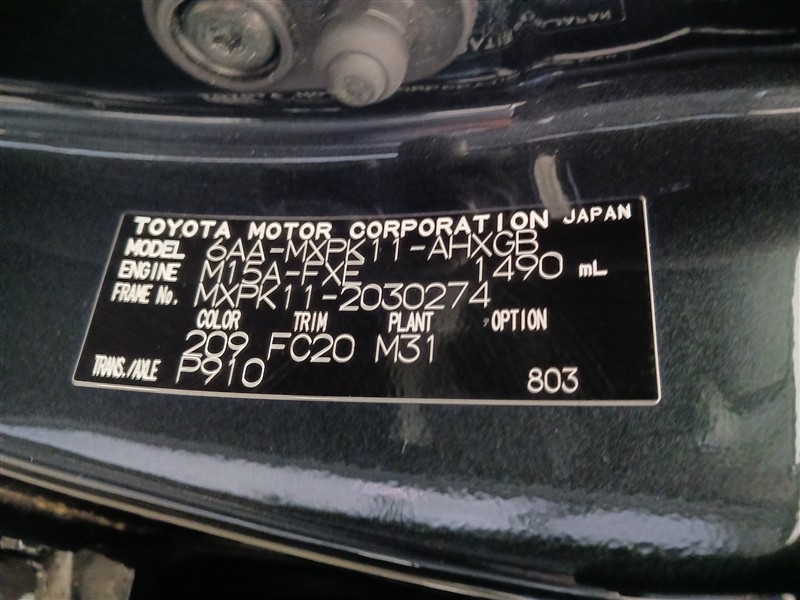 TOYOTA MOTOR CORPORATION JAPAN
MODEL 6AA-MXPK11-AHXGB
ENGINE M15A-FXE 1490 mL
FRAME No. MXPK11-2030274
COLOR TRIM PLANT OPTION
209 FC20 M31
TRANS./AXLE P910 803